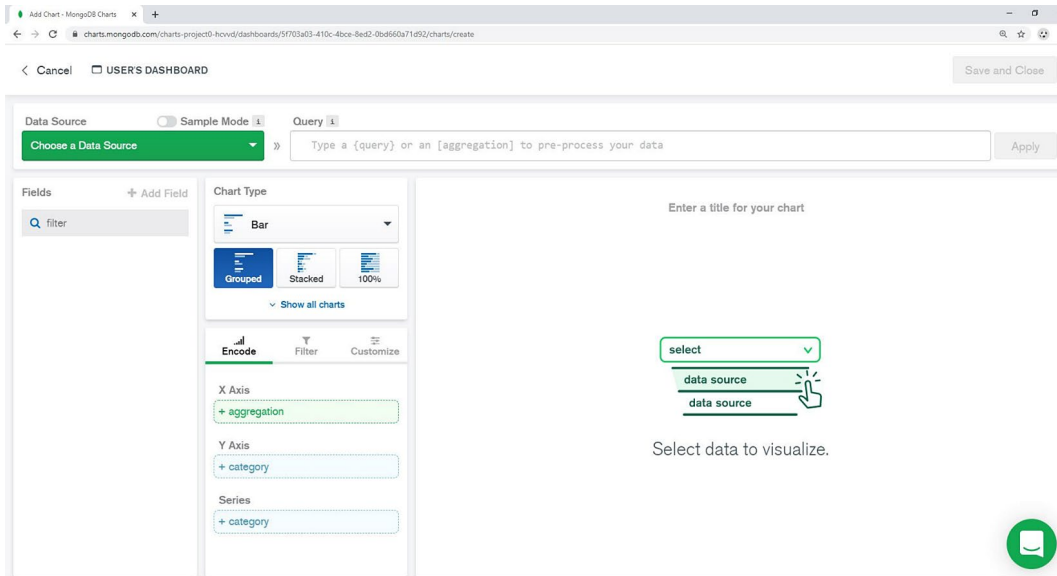 Add Chart - MongoDB Charts
charts.mongodb.com/charts-project0-hcvvd/dashboards/5f703a03-410c-4bce-8ed2-0bd660a71d92/charts/create
Cancel USER'S DASHBOARD Save and Close
Data Source Sample Mode i Query i
Choose a Data Source » Type a {query} or an [aggregation] to pre-process your data Apply
Fields + Add Field
filter
Chart Type
Bar
Grouped Stacked 100%
Show all charts
Encode Filter Customize
X Axis
+ aggregation
Y Axis
+ category
Series
+ category
Enter a title for your chart
select
data source
data source
Select data to visualize.